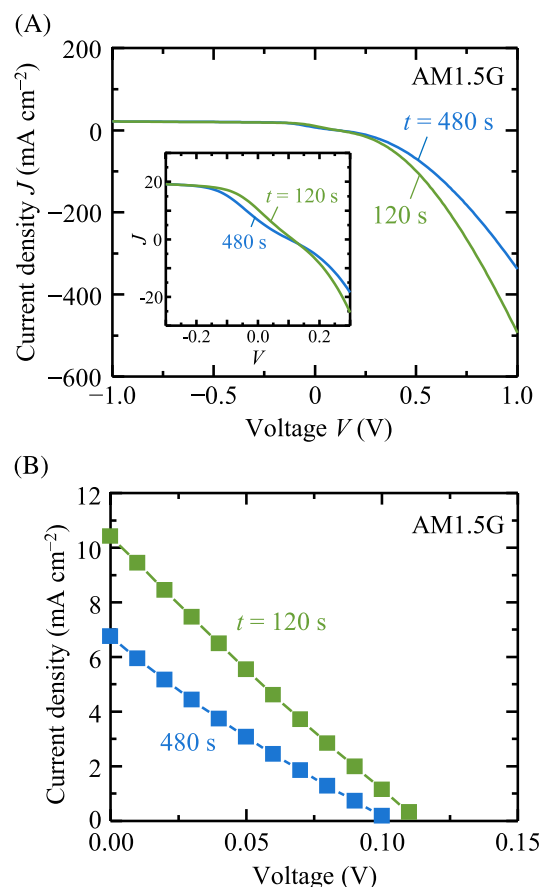 (A)
200
0
−200
−400
−600
Current density J (mA cm−2)
AM1.5G
t = 480 s
120 s
20
0
-20
J
t = 120 s
480 s
-0.2
0.0
0.2
V
−1.0
−0.5
0
0.5
1.0
Voltage V (V)
(B)
12
10
8
6
4
2
0
Current density (mA cm−2)
AM1.5G
t = 120 s
480 s
0.00
0.05
0.10
0.15
Voltage (V)